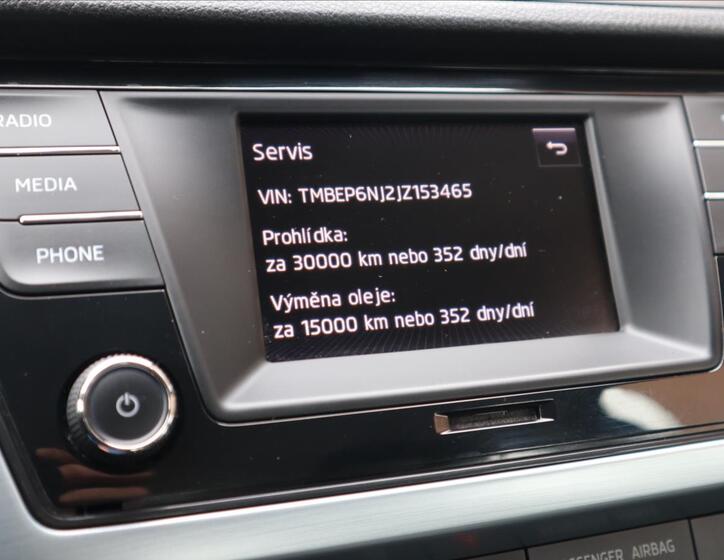 RADIO
MEDIA
PHONE
Servis
VIN: TMBEP6NJ2JZ153465
Prohlídka:
za 30000 km nebo 352 dny/dní
Výměna oleje:
za 15000 km nebo 352 dny/dní
PASSENGER AIRBAG